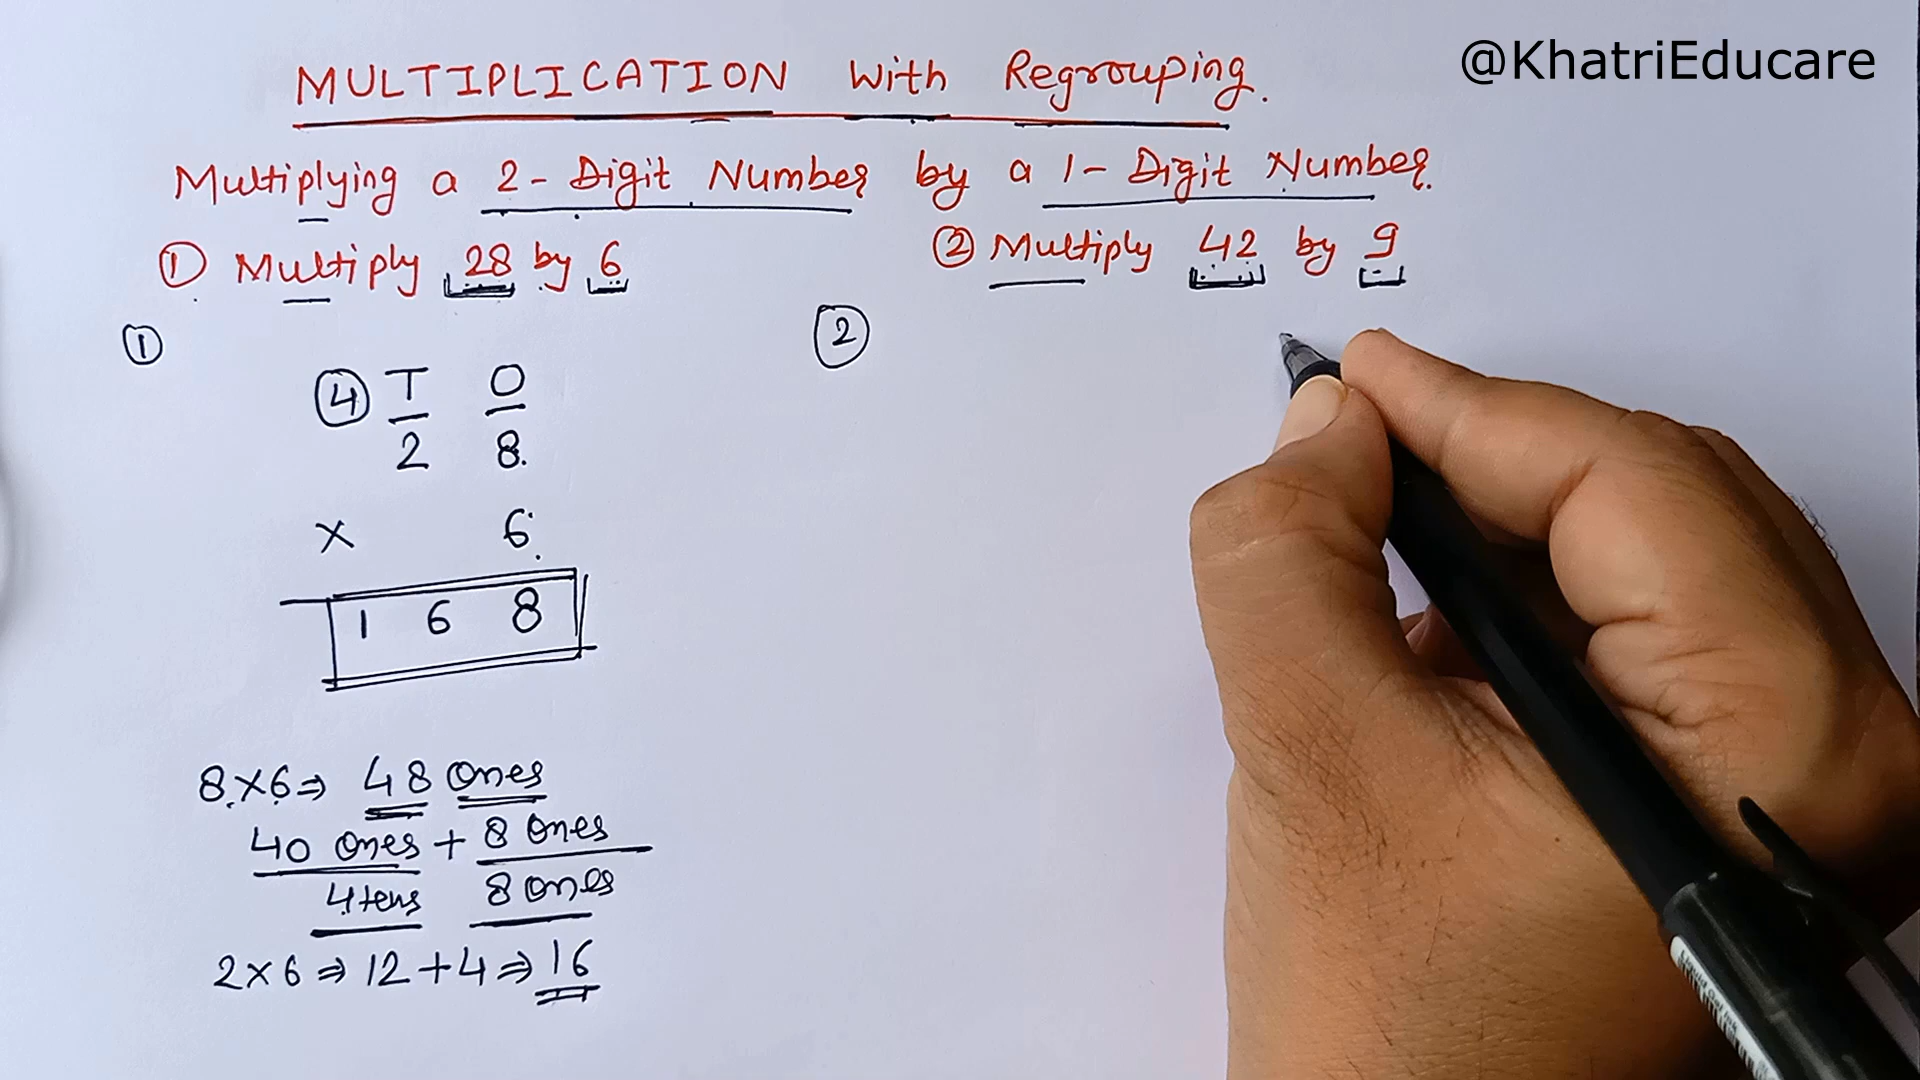 @KhatriEducare
MULTIPLICATION with Regrouping.
Multiplying a 2-Digit Number by a 1-Digit Number.
① Multiply 28 by 6
② Multiply 42 by 9
①
②
④ T O
2 8
× 6
1 6 8
8×6⇒ 48 ones
40 ones + 8 ones
4 tens 8 ones
2×6⇒12+4⇒16